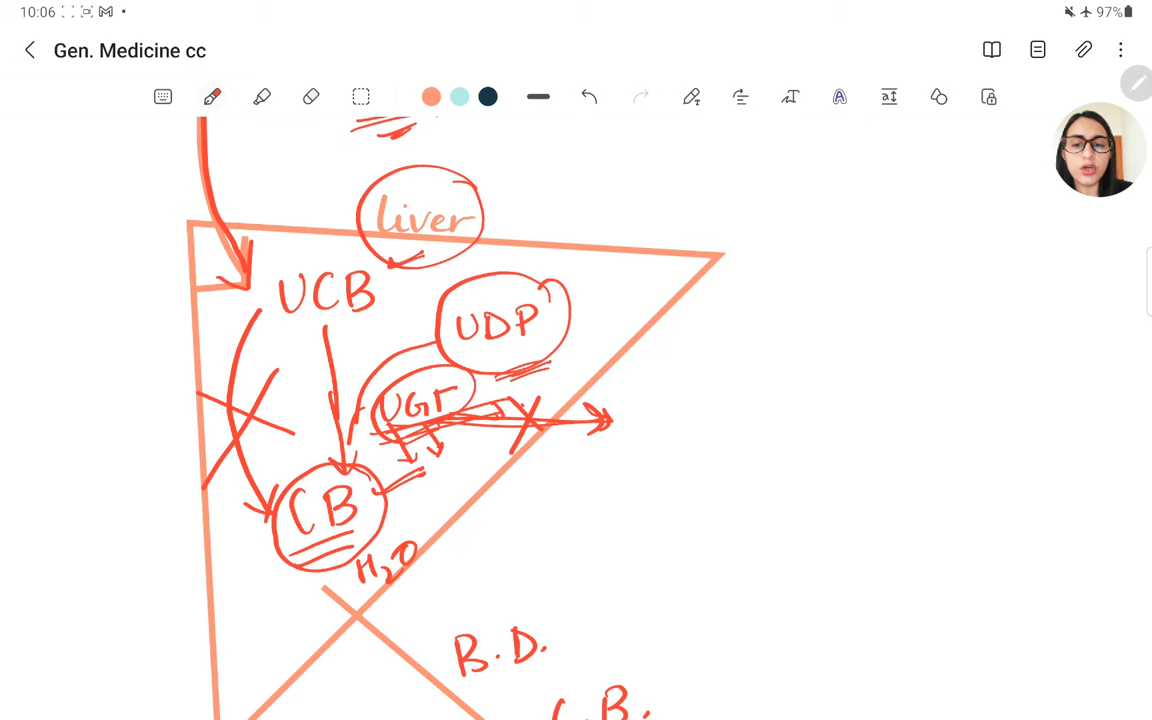 10:06 97%
Gen. Medicine cc
liver
UCB
UDP
UGT
CB
H2O
B.D.
C.B.